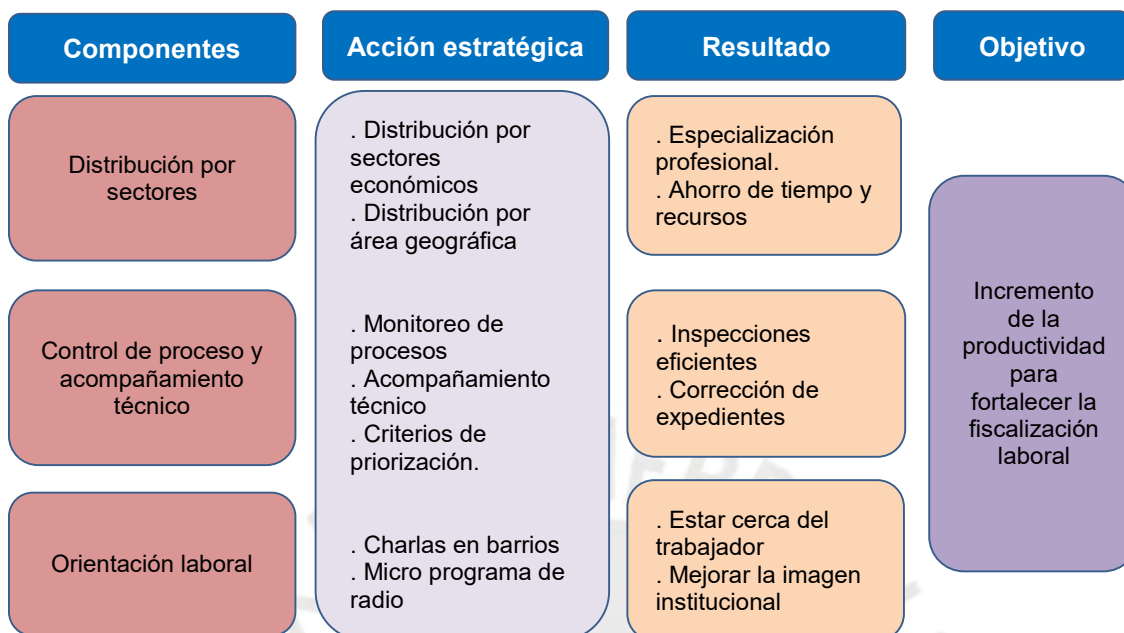 Componentes
Acción estratégica
Resultado
Objetivo
Distribución por
sectores
. Distribución por
sectores
económicos
. Distribución por
área geográfica
. Especialización
profesional.
. Ahorro de tiempo y
recursos
Control de proceso y
acompañamiento
técnico
. Monitoreo de
procesos
. Acompañamiento
técnico
. Criterios de
priorización.
. Inspecciones
eficientes
. Corrección de
expedientes
Orientación laboral
. Charlas en barrios
. Micro programa de
radio
. Estar cerca del
trabajador
. Mejorar la imagen
institucional
Incremento
de la
productividad
para
fortalecer la
fiscalización
laboral